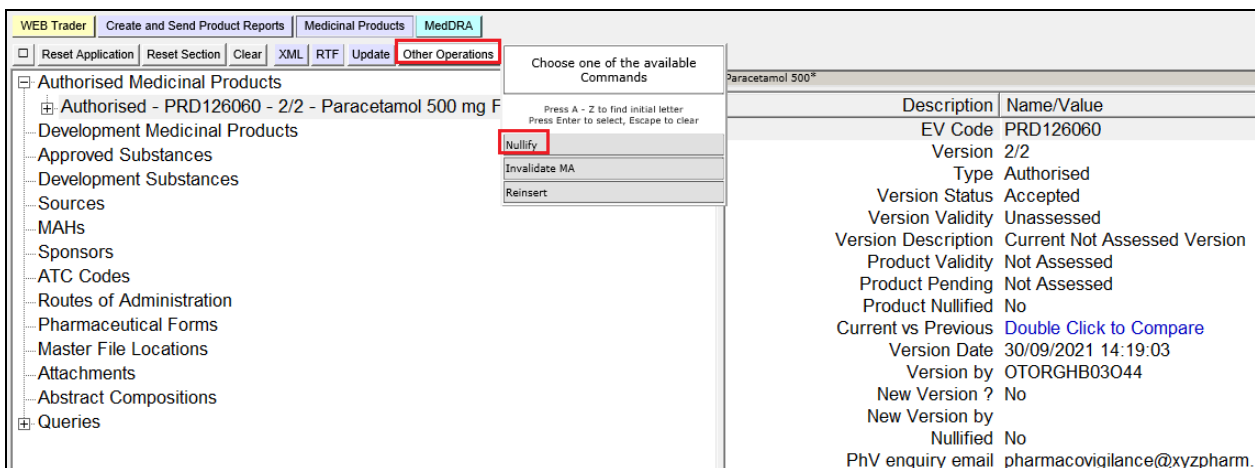 WEB Trader Create and Send Product Reports Medicinal Products MedDRA
Reset Application Reset Section Clear XML RTF Update Other Operations
Authorised Medicinal Products
Authorised - PRD126060 - 2/2 - Paracetamol 500 mg F
Development Medicinal Products
Approved Substances
Development Substances
Sources
MAHs
Sponsors
ATC Codes
Routes of Administration
Pharmaceutical Forms
Master File Locations
Attachments
Abstract Compositions
Queries
Choose one of the available
Commands
Press A - Z to find initial letter
Press Enter to select, Escape to clear
Nullify
Invalidate MA
Reinsert
Paracetamol 500*
Description Name/Value
EV Code PRD126060
Version 2/2
Type Authorised
Version Status Accepted
Version Validity Unassessed
Version Description Current Not Assessed Version
Product Validity Not Assessed
Product Pending Not Assessed
Product Nullified No
Current vs Previous Double Click to Compare
Version Date 30/09/2021 14:19:03
Version by OTORGHB03O44
New Version ? No
New Version by
Nullified No
PhV enquiry email pharmacovigilance@xyzpharm.